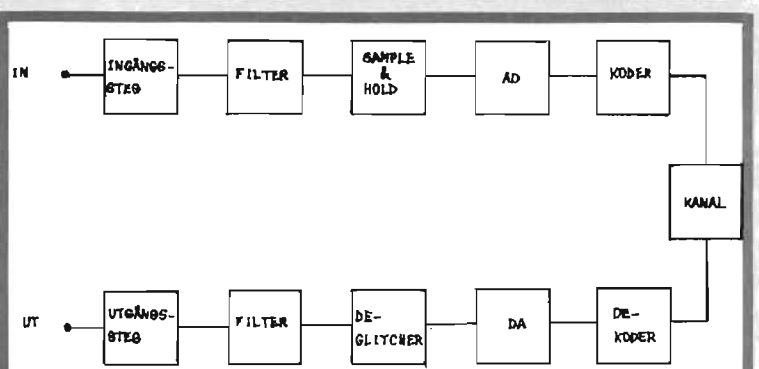 IN
INGÅNGS-
STEG
FILTER
SAMPLE
&
HOLD
AD
KODER
KANAL
UT
UTGÅNGS-
STEG
FILTER
DE-
GLITCHER
DA
DE-
KODER